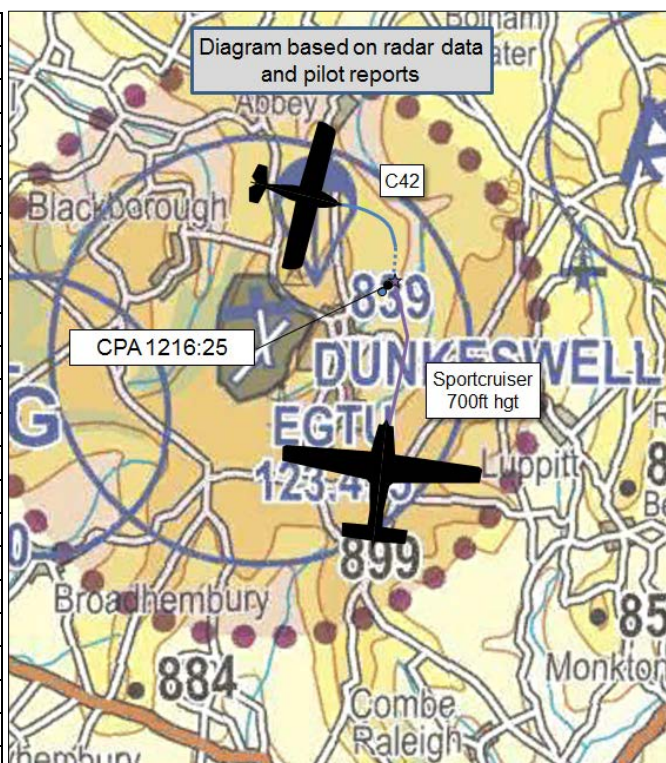 Bolham
Diagram based on radar data
and pilot reports
Abbey
C42
Blackborough
839
CPA 1216:25
DUNKESWELL
Sportcruiser
700ft hgt
G
EGTU
Luppitt
899
Broadhembury
884
Monkton
Combe
Raleigh